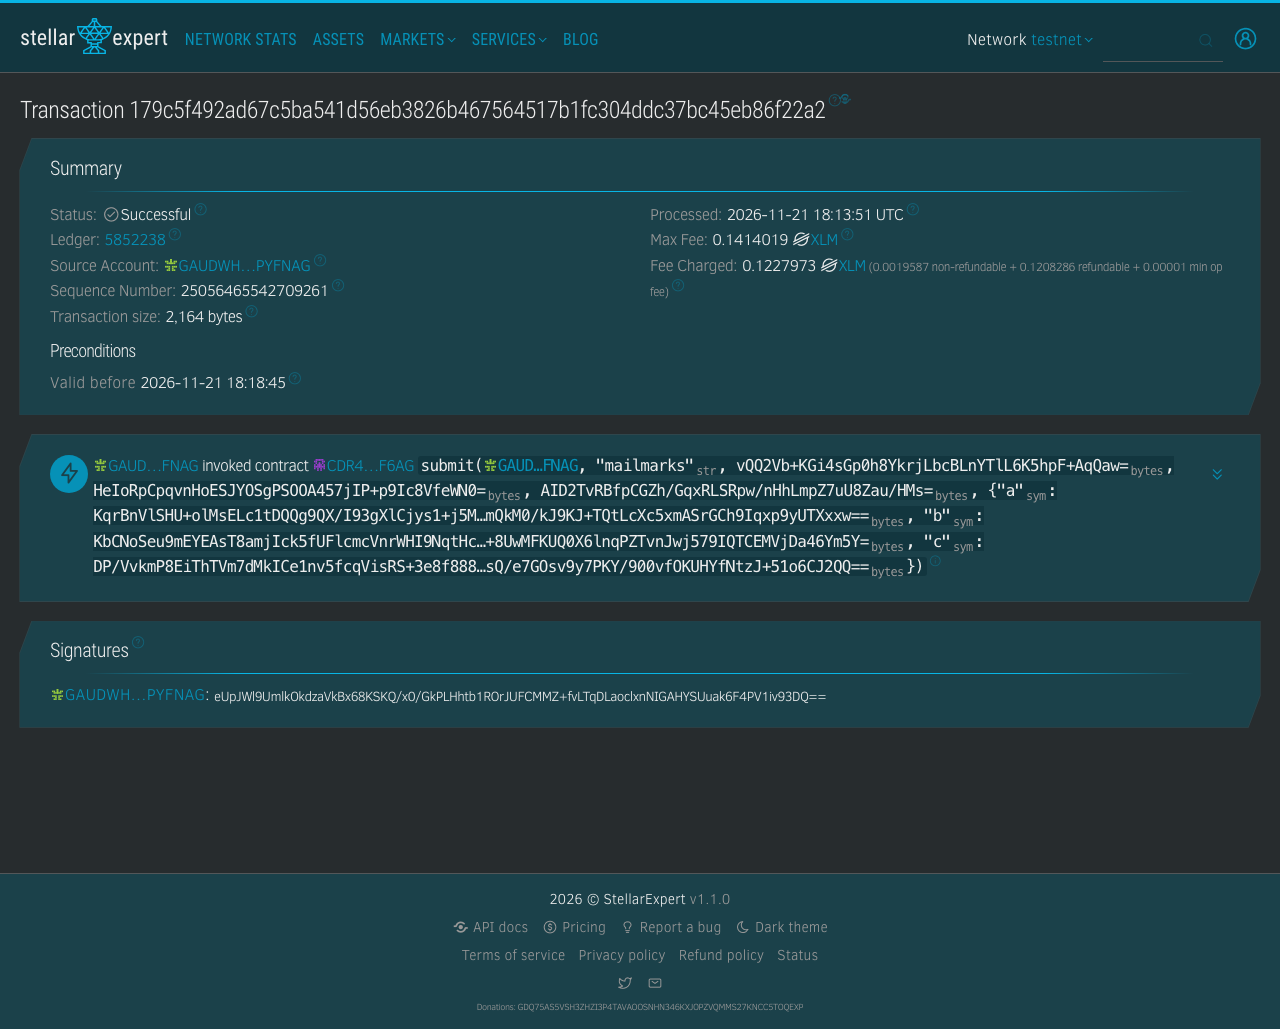 stellar expert NETWORK STATS ASSETS MARKETS SERVICES BLOG Network testnet
Transaction 179c5f492ad67c5ba541d56eb3826b467564517b1fc304ddc37bc45eb86f22a2
Summary
Status: Successful
Ledger: 5852238
Source Account: GAUDWH…PYFNAG
Sequence Number: 25056465542709261
Transaction size: 2,164 bytes
Processed: 2026-11-21 18:13:51 UTC
Max Fee: 0.1414019 XLM
Fee Charged: 0.1227973 XLM (0.0019587 non-refundable + 0.1208286 refundable + 0.00001 min op
fee)
Preconditions
Valid before 2026-11-21 18:18:45
GAUD…FNAG invoked contract CDR4…F6AG submit(GAUD…FNAG, "mailmarks"str, vQQ2Vb+KGi4sGp0h8YkrjLbcBLnYTlL6K5hpF+AqQaw=bytes,
HeIoRpCpqvnHoESJYOSgPSOOA457jIP+p9Ic8VfeWN0=bytes, AID2TvRBfpCGZh/GqxRLSRpw/nHhLmpZ7uU8Zau/HMs=bytes, {"a"sym:
KqrBnVlSHU+olMsELc1tDQQg9QX/I93gXlCjys1+j5M…mQkM0/kJ9KJ+TQtLcXc5xmASrGCh9Iqxp9yUTXxxw==bytes, "b"sym:
KbCNoSeu9mEYEAsT8amjIck5fUFlcmcVnrWHI9NqtHc…+8UwMFKUQ0X6lnqPZTvnJwj579IQTCEMVjDa46Ym5Y=bytes, "c"sym:
DP/VvkmP8EiThTVm7dMkICe1nv5fcqVisRS+3e8f888…sQ/e7GOsv9y7PKY/900vfOKUHYfNtzJ+51o6CJ2QQ==bytes})
Signatures
GAUDWH…PYFNAG: eUpJWl9UmlkOkdzaVkBx68KSKQ/x0/GkPLHhtb1ROrJUFCMMZ+fvLTqDLaoclxnNIGAHYSUuak6F4PV1iv93DQ==
2026 © StellarExpert v1.1.0
API docs Pricing Report a bug Dark theme
Terms of service Privacy policy Refund policy Status
Donations: GDQ75AS5VSH3ZHZI3P4TAVAOOSNHN346KXJOPZVQMMS27KNCC5TOQEXP